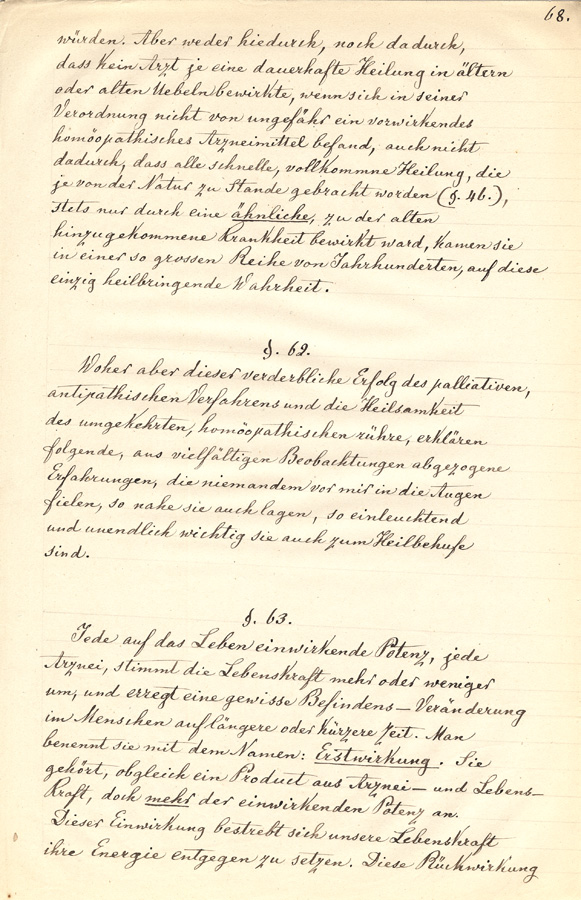 68.
würden. Aber weder hiedurch, noch dadurch,
dass kein Arzt je eine dauerhafte Heilung in ältern
oder alten Uebeln bewirkte, wenn sich in seiner
Verordnung nicht von ungefähr ein vorwirkendes
homöopathisches Arzneimittel befand, auch nicht
dadurch, dass alle schnelle, vollkommne Heilung, die
je von der Natur zu Stande gebracht worden (§. 46.),
stets nur durch eine ähnliche, zu der alten
hinzugekommene Krankheit bewirkt ward, kamen sie
in einer so grossen Reihe von Jahrhunderten, auf diese
einzig heilbringende Wahrheit.
§. 62.
Woher aber dieser verderbliche Erfolg des palliativen,
antipathischen Verfahrens und die Heilsamkeit
des umgekehrten, homöopathischen rühre, erklären
folgende, aus vielfältigen Beobachtungen abgezogene
Erfahrungen, die niemandem vor mir in die Augen
fielen, so nahe sie auch lagen, so einleuchtend
und unendlich wichtig sie auch zum Heilbehufe
sind.
§. 63.
Jede auf das Leben einwirkende Potenz, jede
Arznei, stimmt die Lebenskraft mehr oder weniger
um, und erregt eine gewisse Befindens-Veränderung
im Menschen auf längere oder kürzere Zeit. Man
benennt sie mit dem Namen: Erstwirkung. Sie
gehört, obgleich ein Product aus Arznei- und Lebens-
Kraft, doch mehr der einwirkenden Potenz an.
Dieser Einwirkung bestrebt sich unsere Lebenskraft
ihre Energie entgegen zu setzen. Diese Rückwirkung